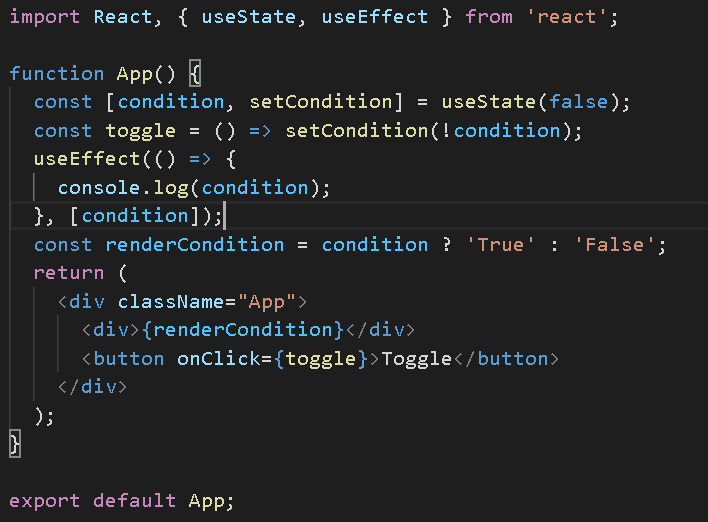 import React, { useState, useEffect } from 'react';
function App() {
const [condition, setCondition] = useState(false);
const toggle = () => setCondition(!condition);
useEffect(() => {
console.log(condition);
}, [condition]);
const renderCondition = condition ? 'True' : 'False';
return (
<div className="App">
<div>{renderCondition}</div>
<button onClick={toggle}>Toggle</button>
</div>
);
}
export default App;